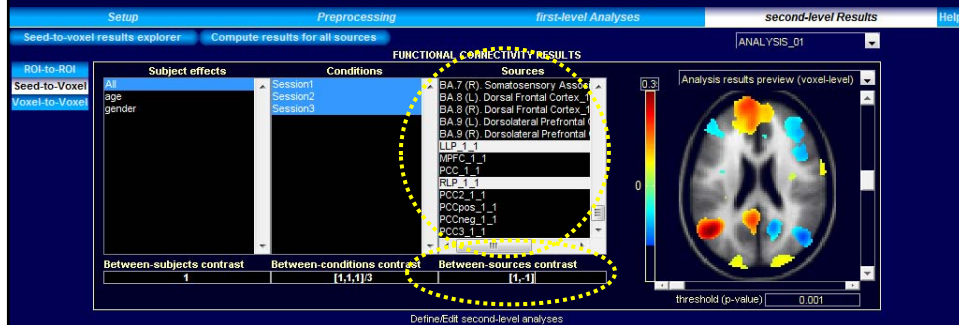 Setup Preprocessing first-level Analyses second-level Results Help
Seed-to-voxel results explorer Compute results for all sources ANALYSIS_01
FUNCTIONAL CONNECTIVITY RESULTS
ROI-to-ROI
Seed-to-Voxel
Voxel-to-Voxel
Subject effects
All
age
gender
Conditions
Session1
Session2
Session3
Sources
BA.7 (R). Somatosensory
BA.8 (L). Dorsal Frontal Cortex_1
BA.8 (R). Dorsal Frontal Cortex_1
BA.9 (L). Dorsolateral Prefrontal
BA.9 (R). Dorsolateral Prefrontal
LLP_1_1
MPFC_1_1
PCC_1_1
RLP_1_1
PCC2_1_1
PCCpos_1_1
PCCneg_1_1
PCC3_1_1
Between-subjects contrast
1
Between-conditions contrast
[1,1,1]/3
Between-sources contrast
[1,-1]
Analysis results preview (voxel-level)
0.3
0
threshold (p-value) 0.001
Define/Edit second-level analyses